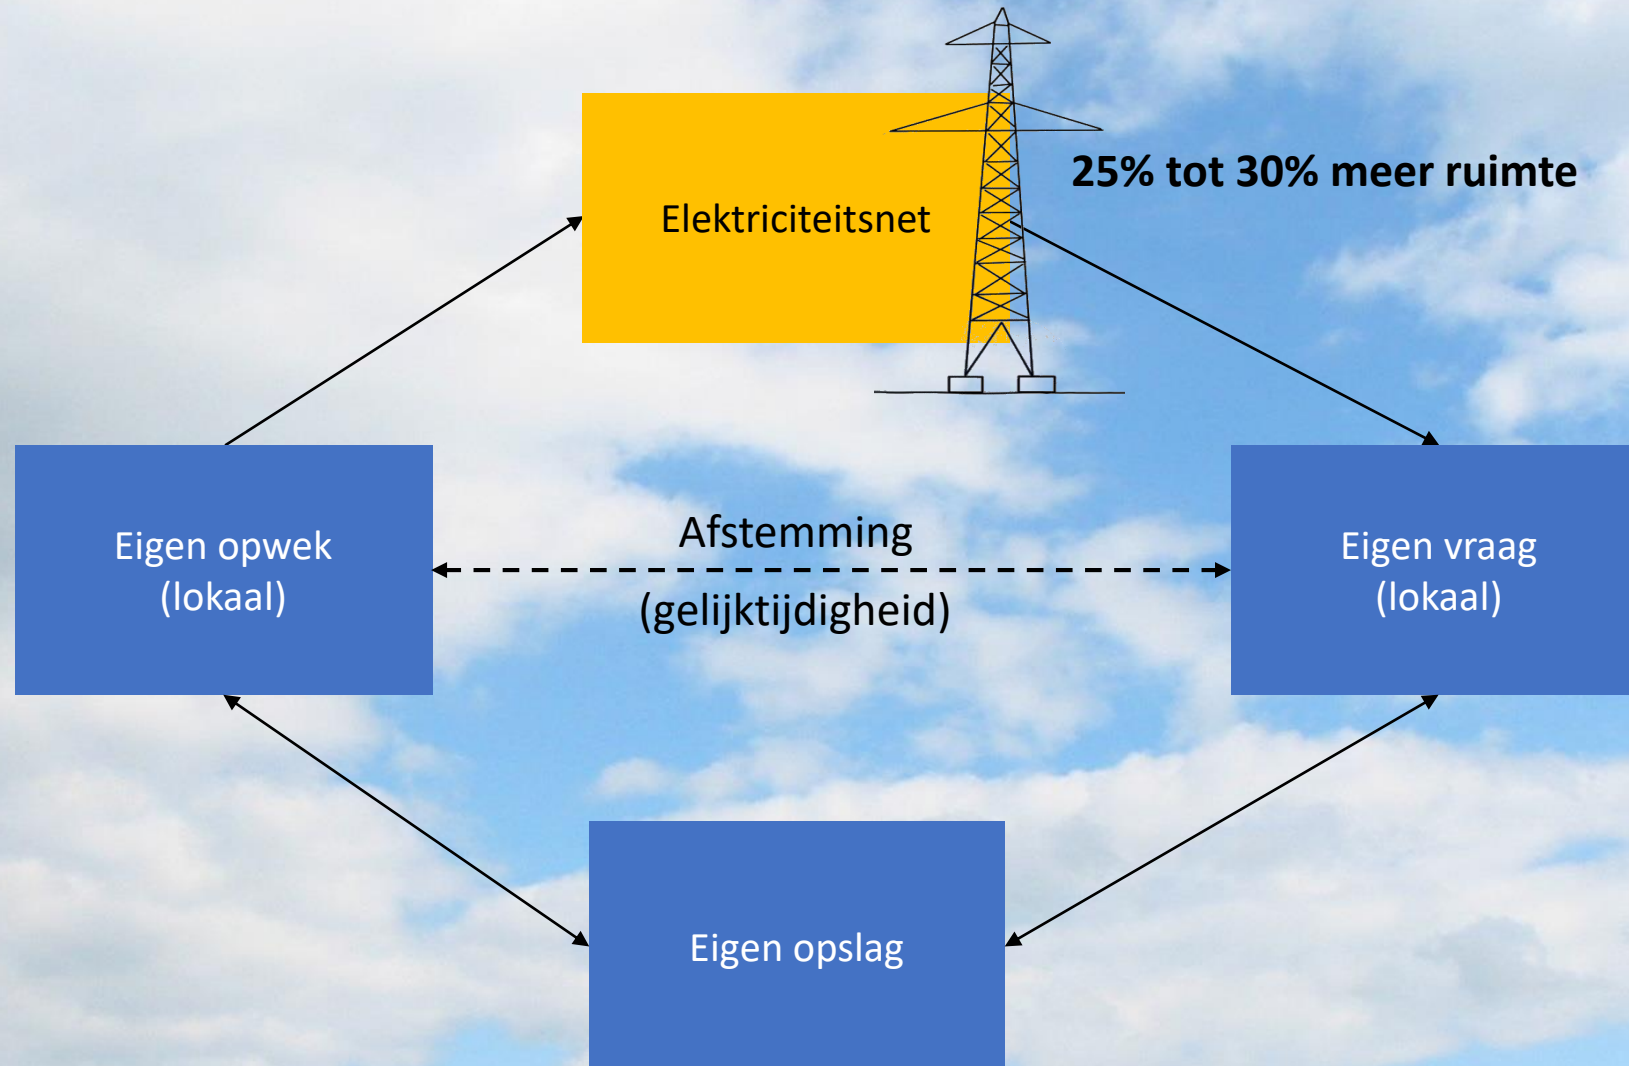 25% tot 30% meer ruimte
Elektriciteitsnet
Eigen opwek
(lokaal)
Afstemming
(gelijktijdigheid)
Eigen vraag
(lokaal)
Eigen opslag